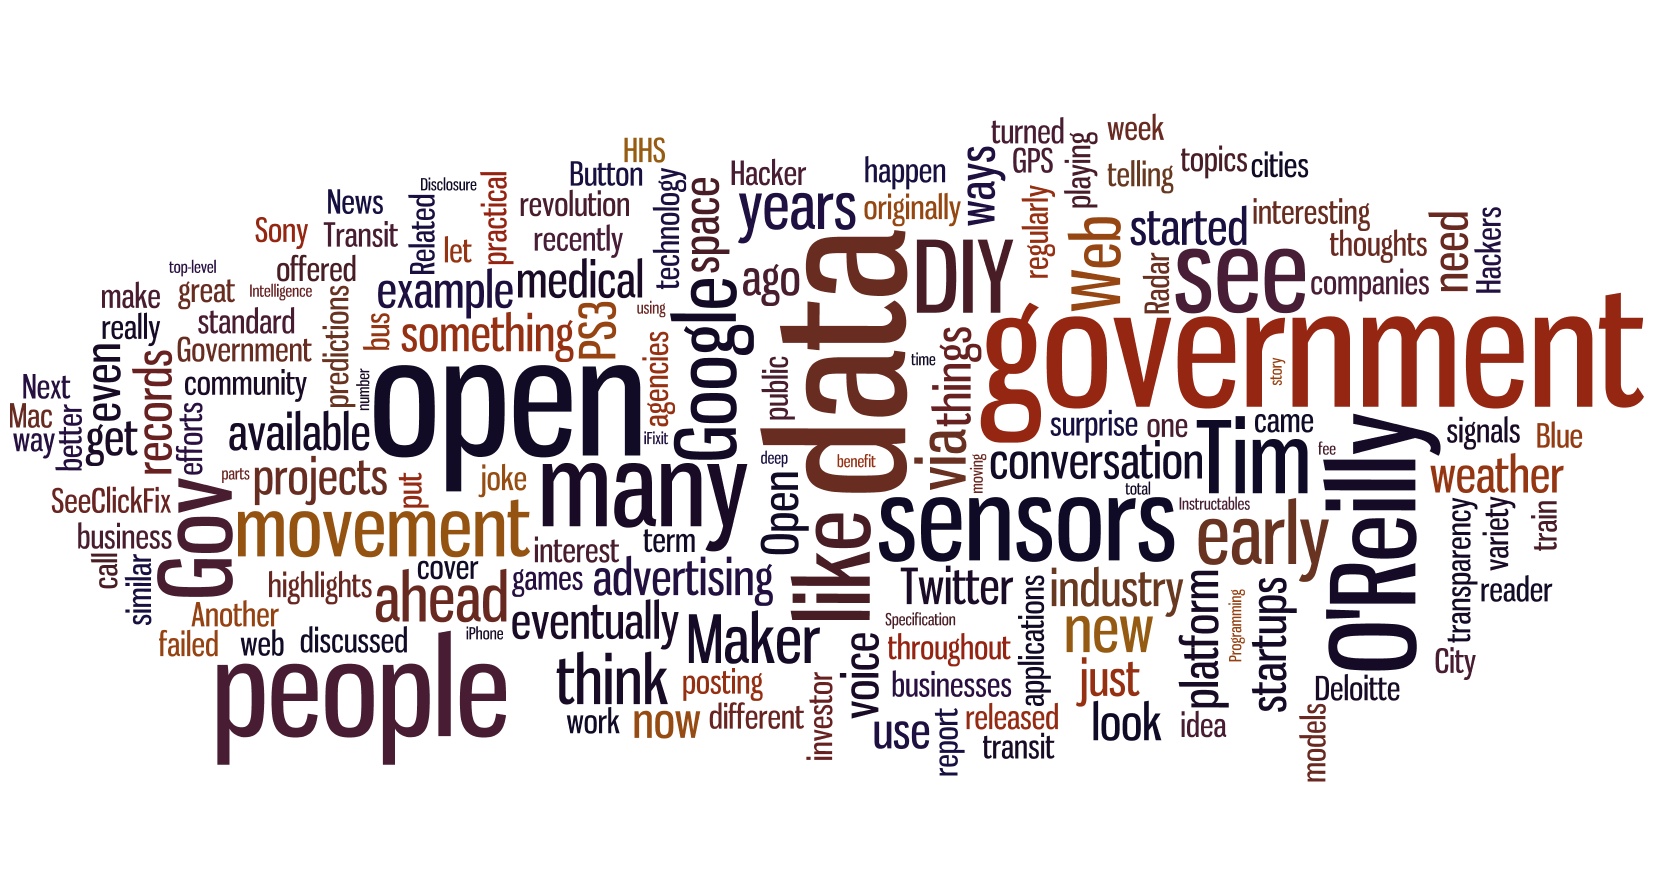 turned
week
HHS
GPS
playing
Button
Hacker
happen
ways
telling
topics
cities
Disclosure
practical
technology
space
News
Related
revolution
years
originally
regularly
Web
started
interesting
need
Hackers
Sony
Transit
let
recently
thoughts
top-level
offered
medical
ago
data
DIY
Radar
see
companies
make
great
Intelligence
example
Google
really
standard
predictions
bus
something
PS3
using
government
Government
agencies
public
time
things
story
Next
even
records
community
number
open
Mac
way
better
get
efforts
available
iFixit
deep
benefit
via
surprise
one
Tim
came
O'Reilly
signals
Blue
parts
projects
put
joke
many
Open
moving
conversation
fee
weather
SeeClickFix
Gov
movement
like
sensors
total
Instructables
early
transparency
variety
train
business
interest
term
call
similar
highlights
cover
ahead
games
advertising
Twitter
applications
industry
platform
Programming
startups
reader
Another
iPhone
eventually
Maker
voice
Specification
new
failed
web
discussed
throughout
City
people
think
posting
investor
businesses
just
Deloitte
work
now
different
use
report
released
transit
look
idea
models